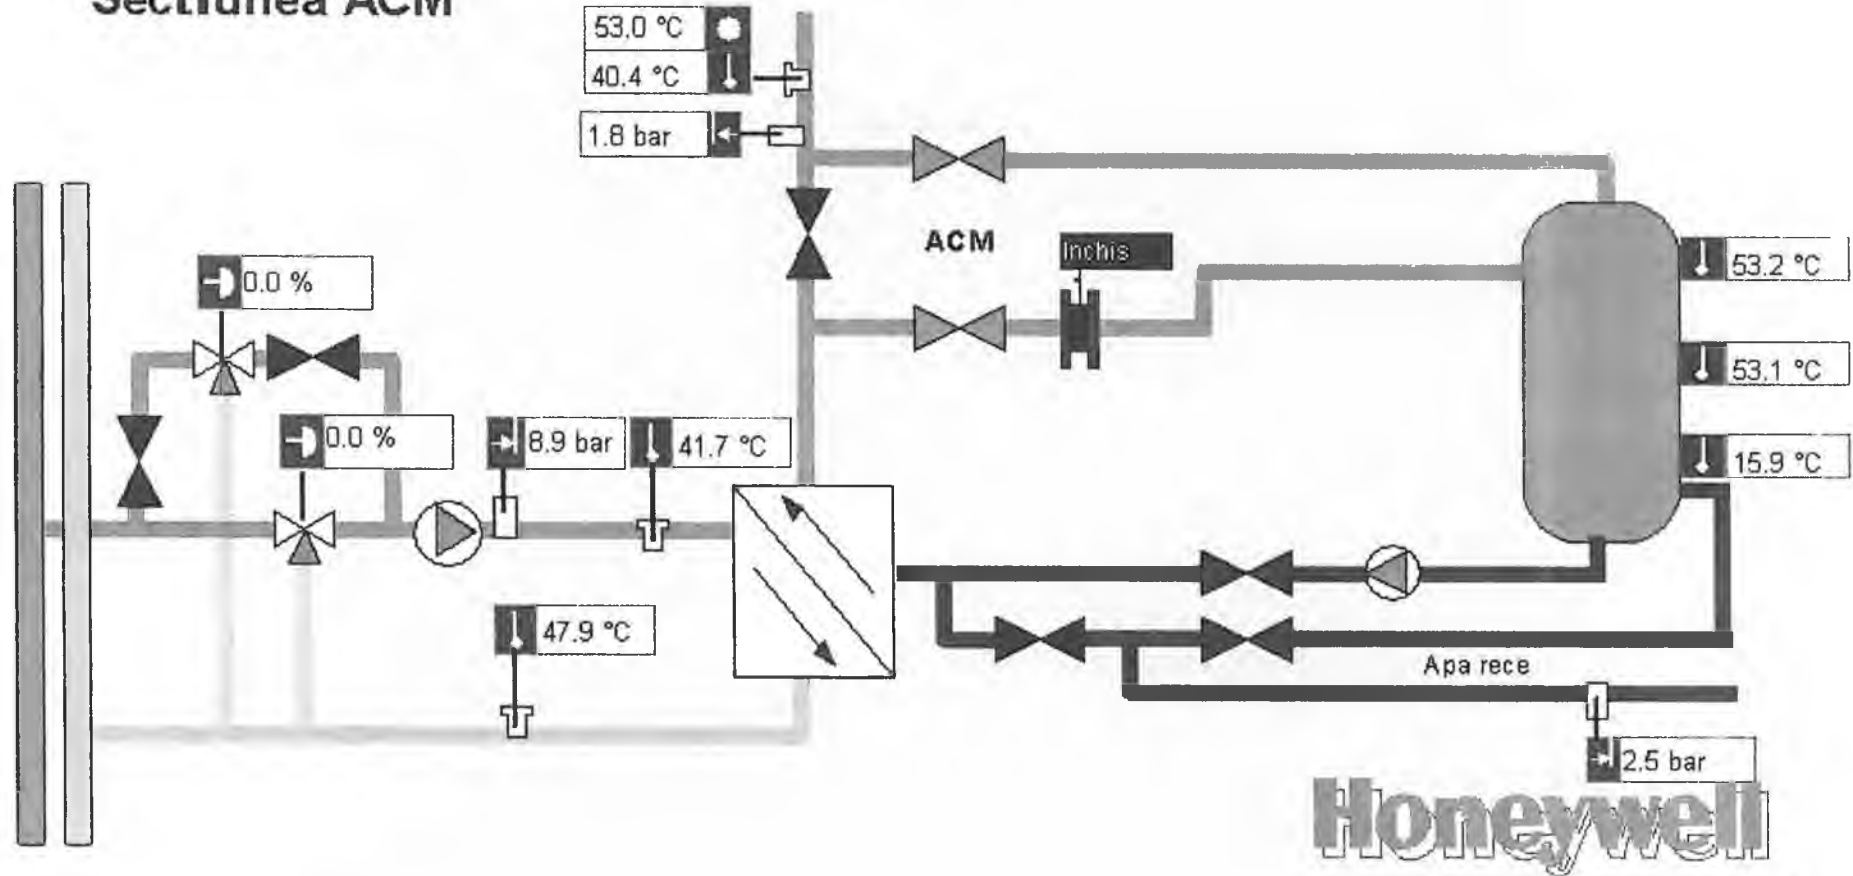 Sectiunea ACM
53.0 °C
40.4 °C
1.8 bar
ACM
Inchis
0.0 %
53.2 °C
53.1 °C
0.0 %
8.9 bar
41.7 °C
15.9 °C
47.9 °C
Apa rece
2.5 bar
Honeywell